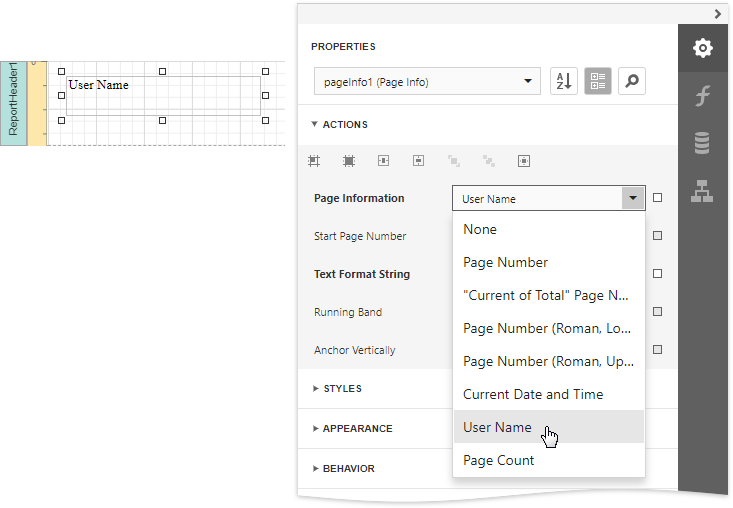 PROPERTIES
ReportHeader1
User Name
pageInfo1 (Page Info)
A
Z
ACTIONS
Page Information
User Name
None
Start Page Number
Page Number
Text Format String
"Current of Total" Page N...
Running Band
Page Number (Roman, Lo...
Anchor Vertically
Page Number (Roman, Up...
STYLES
Current Date and Time
APPEARANCE
User Name
BEHAVIOR
Page Count